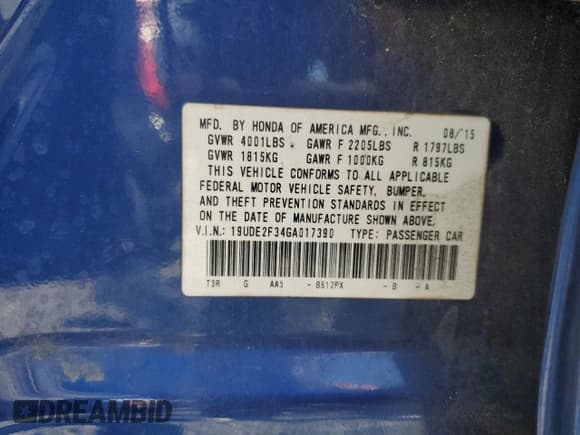 MFD. BY HONDA OF AMERICA MFG., INC. 08/15
GVWR 4001LBS GAWR F 2205LBS R 1797LBS
GVWR 1815KG GAWR F 1000KG R 815KG
THIS VEHICLE CONFORMS TO ALL APPLICABLE
FEDERAL MOTOR VEHICLE SAFETY, BUMPER,
AND THEFT PREVENTION STANDARDS IN EFFECT
ON THE DATE OF MANUFACTURE SHOWN ABOVE.
V.I.N.: 19UDE2F34GA017390 TYPE: PASSENGER CAR
T3R G AA5 - B512PX - B - A
DREAMBID